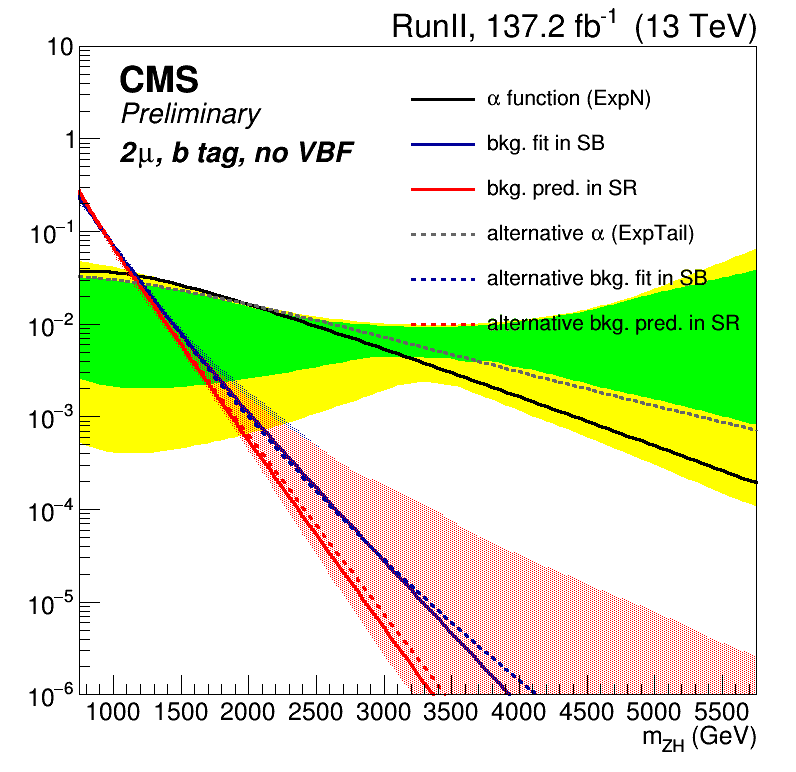 RunII, 137.2 fb⁻¹ (13 TeV)
CMS
Preliminary
2μ, b tag, no VBF
α function (ExpN)
bkg. fit in SB
bkg. pred. in SR
alternative α (ExpTail)
alternative bkg. fit in SB
alternative bkg. pred. in SR
10
1
10⁻¹
10⁻²
10⁻³
10⁻⁴
10⁻⁵
10⁻⁶
1000 1500 2000 2500 3000 3500 4000 4500 5000 5500
m_ZH (GeV)